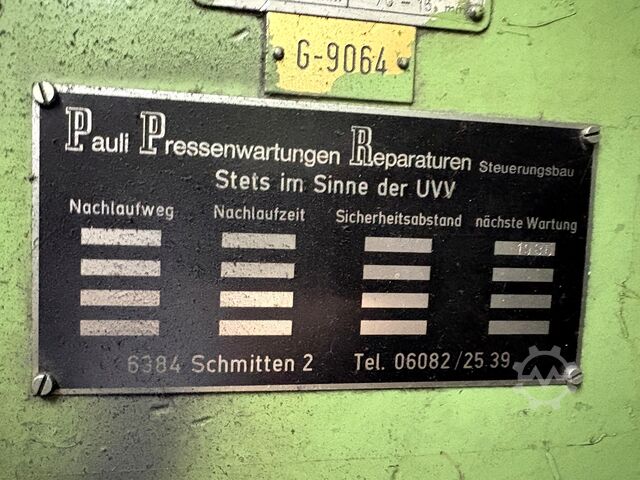 G-9064
Pauli Pressenwartungen Reparaturen Steuerungsbau
Stets im Sinne der UVV
Nachlaufweg Nachlaufzeit Sicherheitsabstand nächste Wartung
6384 Schmitten 2 Tel. 06082/25 39